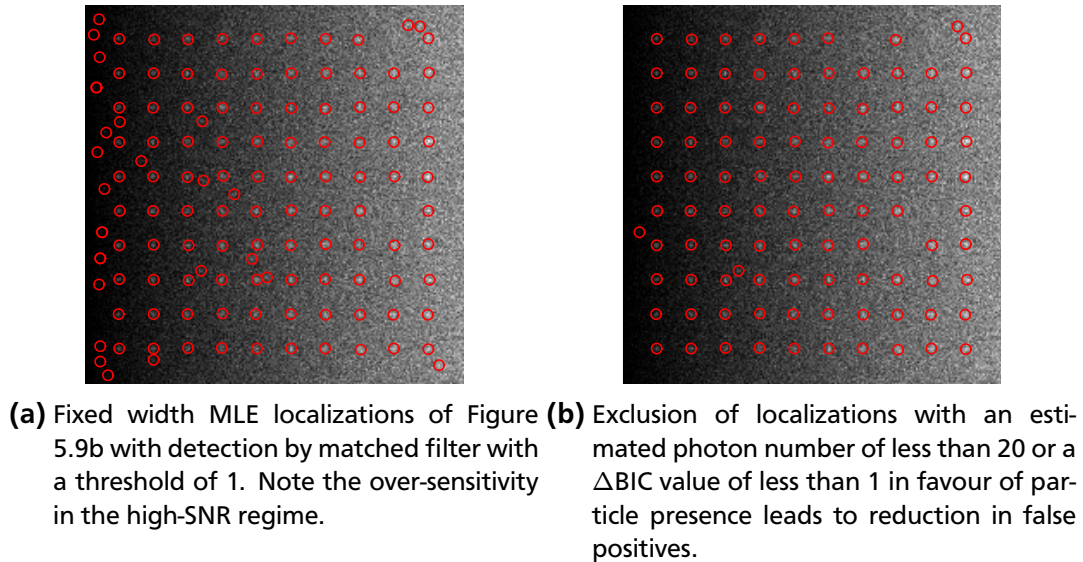 (a) Fixed width MLE localizations of Figure
5.9b with detection by matched filter with
a threshold of 1. Note the over-sensitivity
in the high-SNR regime.
(b) Exclusion of localizations with an esti-
mated photon number of less than 20 or a
△BIC value of less than 1 in favour of par-
ticle presence leads to reduction in false
positives.